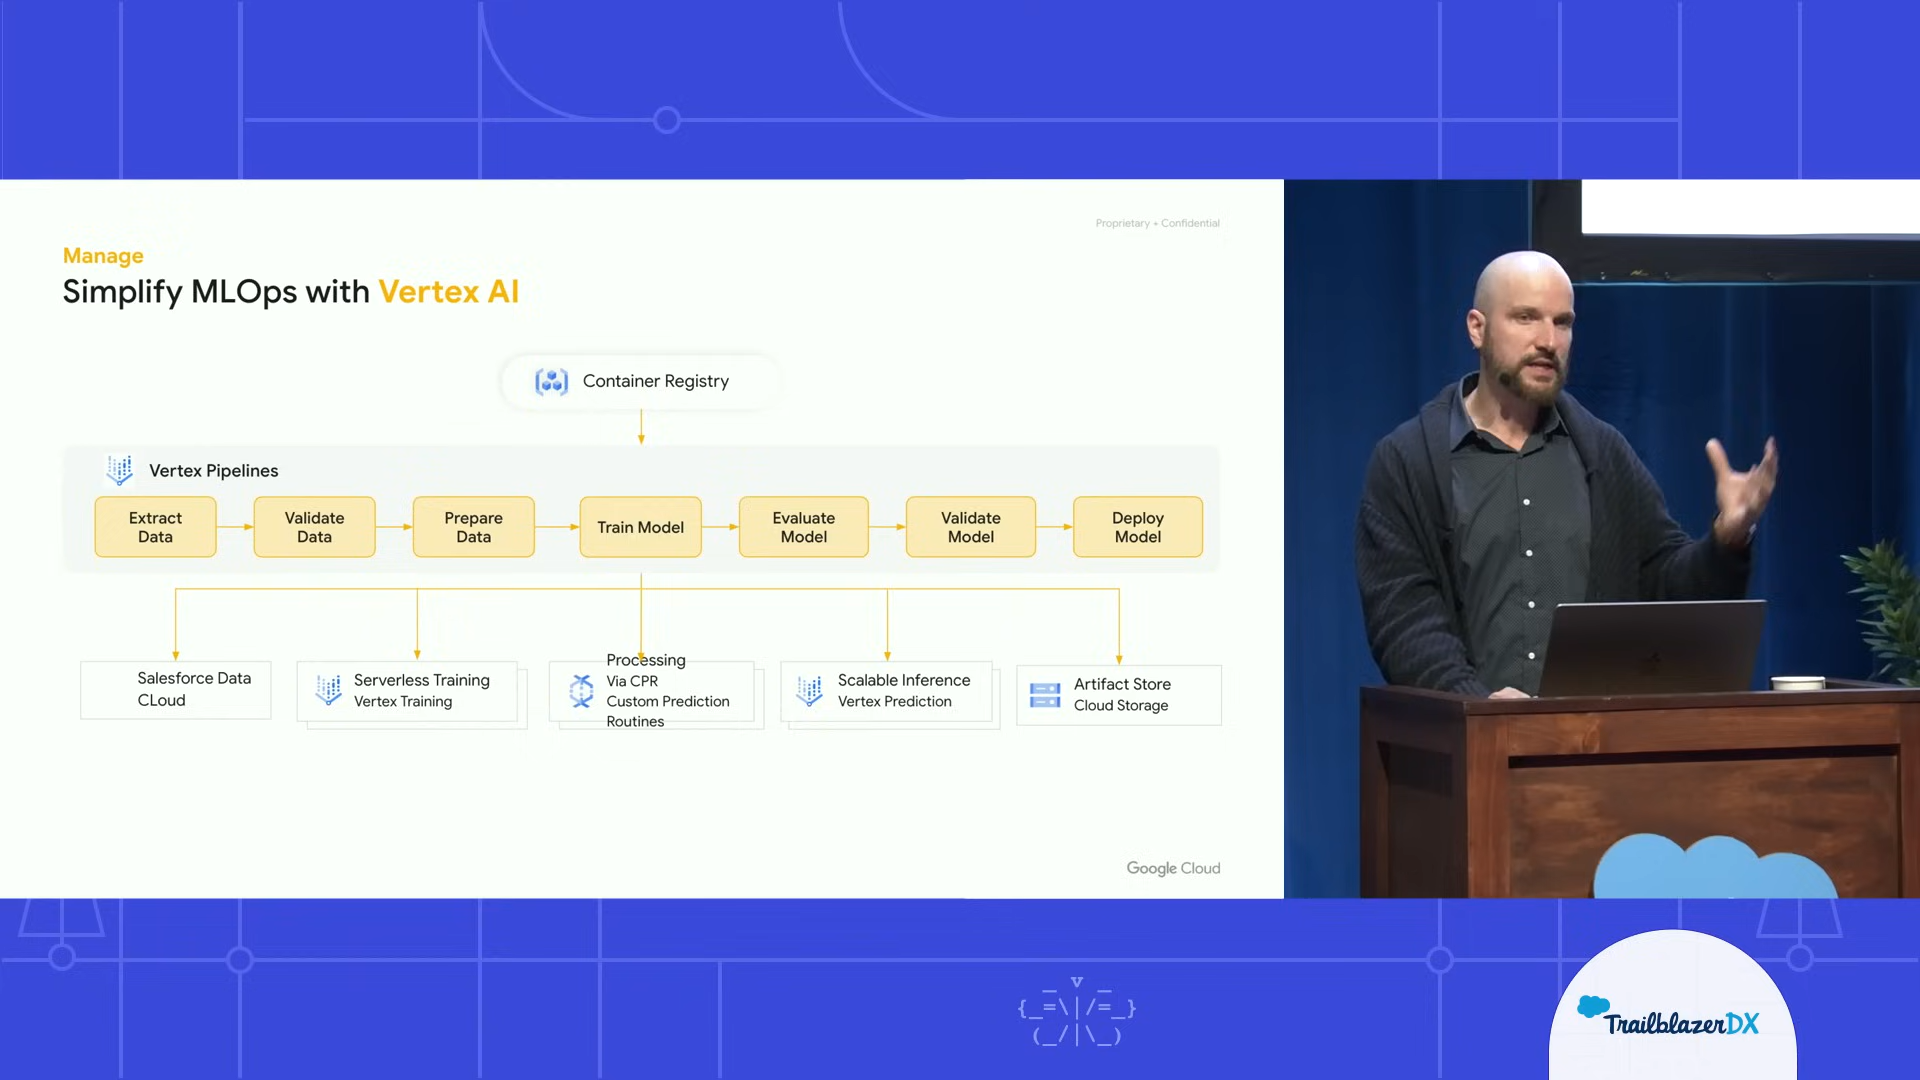 Proprietary + Confidential
Manage
Simplify MLOps with Vertex AI
Container Registry
Vertex Pipelines
Extract
Data
Validate
Data
Prepare
Data
Train Model
Evaluate
Model
Validate
Model
Deploy
Model
Salesforce Data
CLoud
Serverless Training
Vertex Training
Processing
Via CPR
Custom Prediction
Routines
Scalable Inference
Vertex Prediction
Artifact Store
Cloud Storage
Google Cloud
_ v _
{_=\|/=_}
(_/|\_)
TrailblazerDX